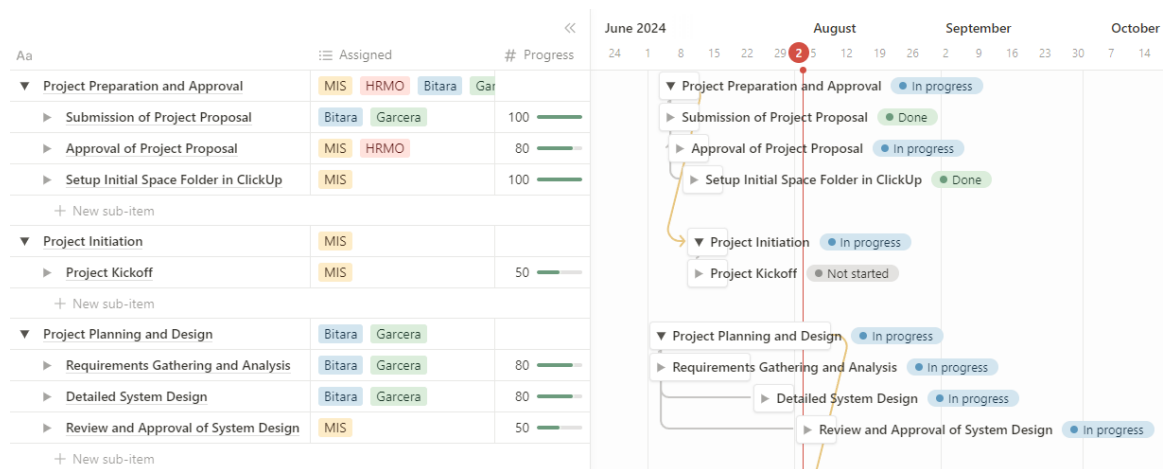 June 2024 August September October
Aa Assigned # Progress 24 1 8 15 22 29 2 5 12 19 26 2 9 16 23 30 7 14
Project Preparation and Approval MIS HRMO Bitara Gar Project Preparation and Approval In progress
Submission of Project Proposal Bitara Garcera 100 Submission of Project Proposal Done
Approval of Project Proposal MIS HRMO 80 Approval of Project Proposal In progress
Setup Initial Space Folder in ClickUp MIS 100 Setup Initial Space Folder in ClickUp Done
+ New sub-item
Project Initiation MIS Project Initiation In progress
Project Kickoff MIS 50 Project Kickoff Not started
+ New sub-item
Project Planning and Design Bitara Garcera Project Planning and Design In progress
Requirements Gathering and Analysis Bitara Garcera 80 Requirements Gathering and Analysis In progress
Detailed System Design Bitara Garcera 80 Detailed System Design In progress
Review and Approval of System Design MIS 50 Review and Approval of System Design In progress
+ New sub-item